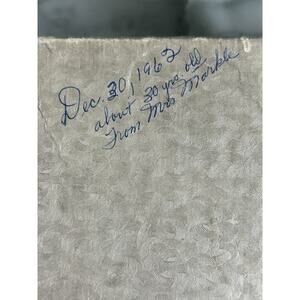 Dec. 30, 1962
about 30 yrs old
From Mrs Markle